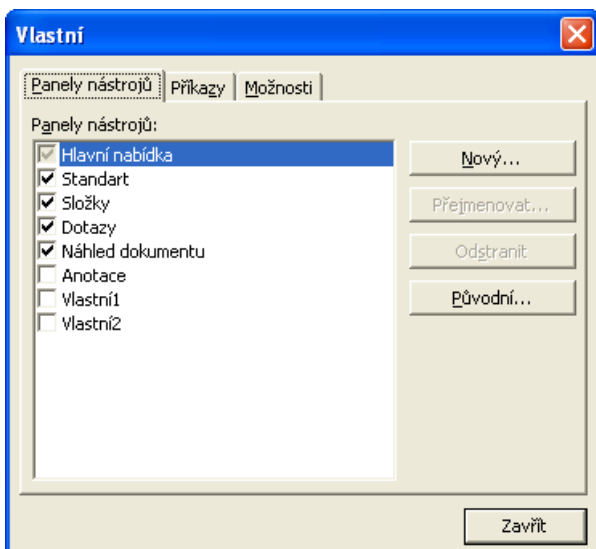 Vlastní
Panely nástrojů Příkazy Možnosti
Panely nástrojů:
Hlavní nabídka
Standart
Složky
Dotazy
Náhled dokumentu
Anotace
Vlastní1
Vlastní2
Nový...
Přejmenovat...
Odstranit
Původní...
Zavřít